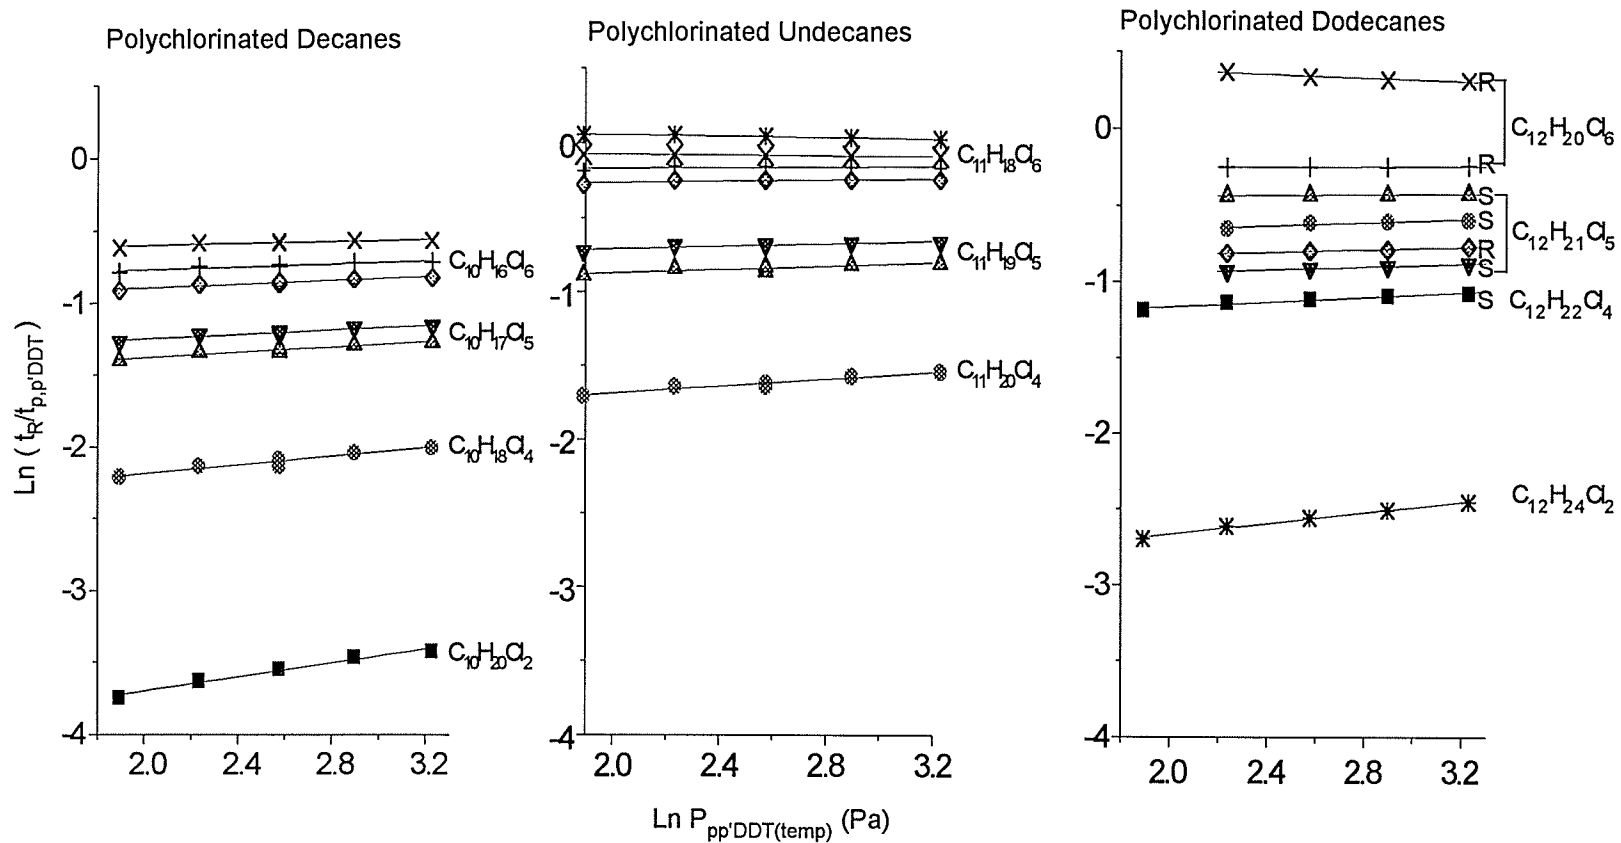 Polychlorinated Decanes
Polychlorinated Undecanes
Polychlorinated Dodecanes
Ln ( t_R/t_p,p'DDT)
0
-1
-2
-3
-4
2.0 2.4 2.8 3.2
C10H16Cl6
C10H17Cl5
C10H18Cl4
C10H20Cl2
0
-1
-2
-3
-4
2.0 2.4 2.8 3.2
C11H18Cl6
C11H19Cl5
C11H20Cl4
0
-1
-2
-3
-4
2.0 2.4 2.8 3.2
R
R
C12H20Cl6
S
S
R
S
C12H21Cl5
S C12H22Cl4
C12H24Cl2
Ln P pp'DDT(temp) (Pa)